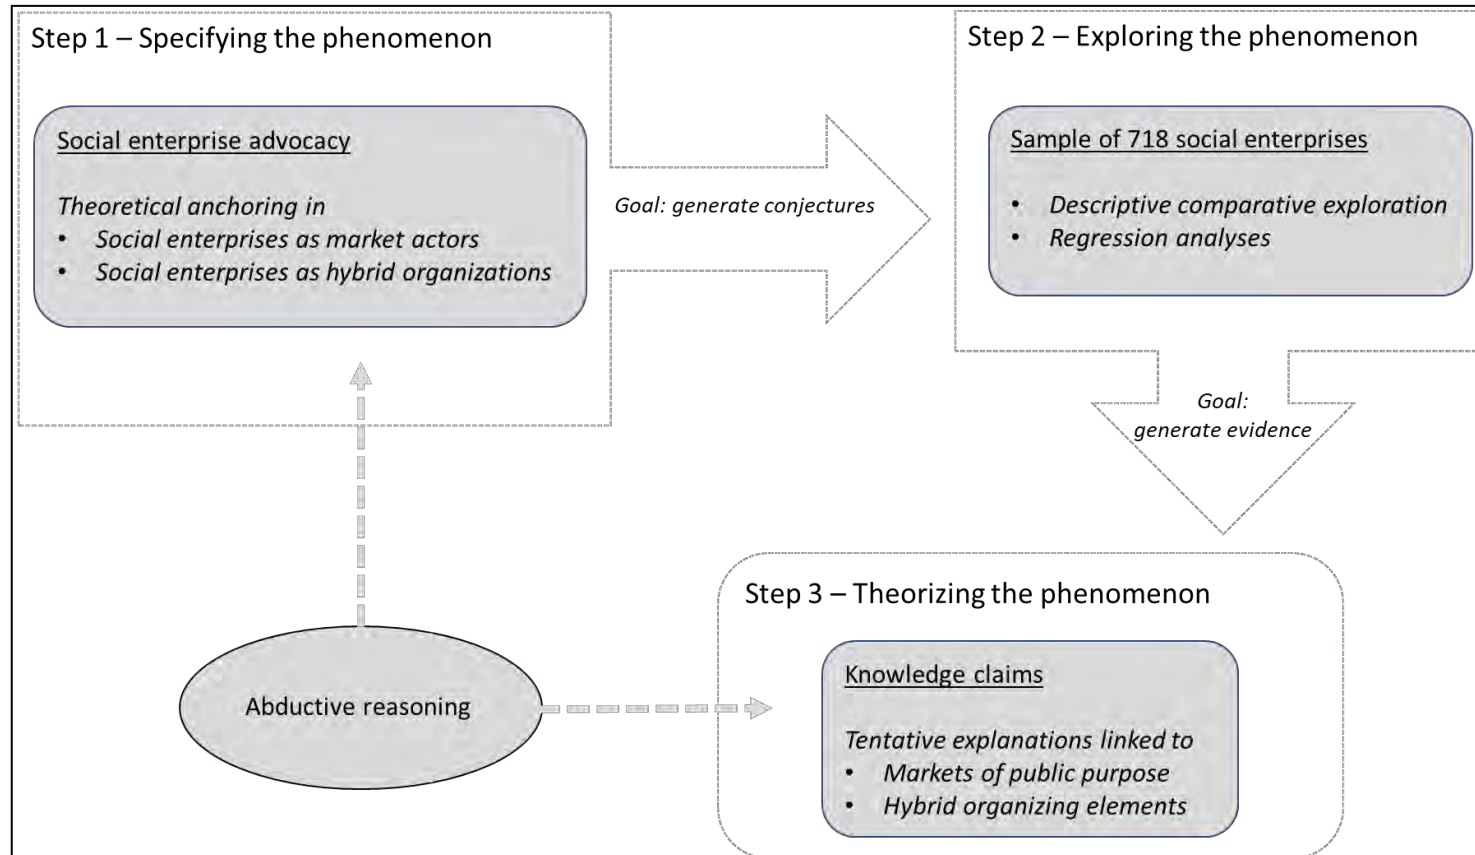 Step 1 – Specifying the phenomenon
Social enterprise advocacy
Theoretical anchoring in
• Social enterprises as market actors
• Social enterprises as hybrid organizations
Goal: generate conjectures
Step 2 – Exploring the phenomenon
Sample of 718 social enterprises
• Descriptive comparative exploration
• Regression analyses
Goal:
generate evidence
Step 3 – Theorizing the phenomenon
Knowledge claims
Tentative explanations linked to
• Markets of public purpose
• Hybrid organizing elements
Abductive reasoning